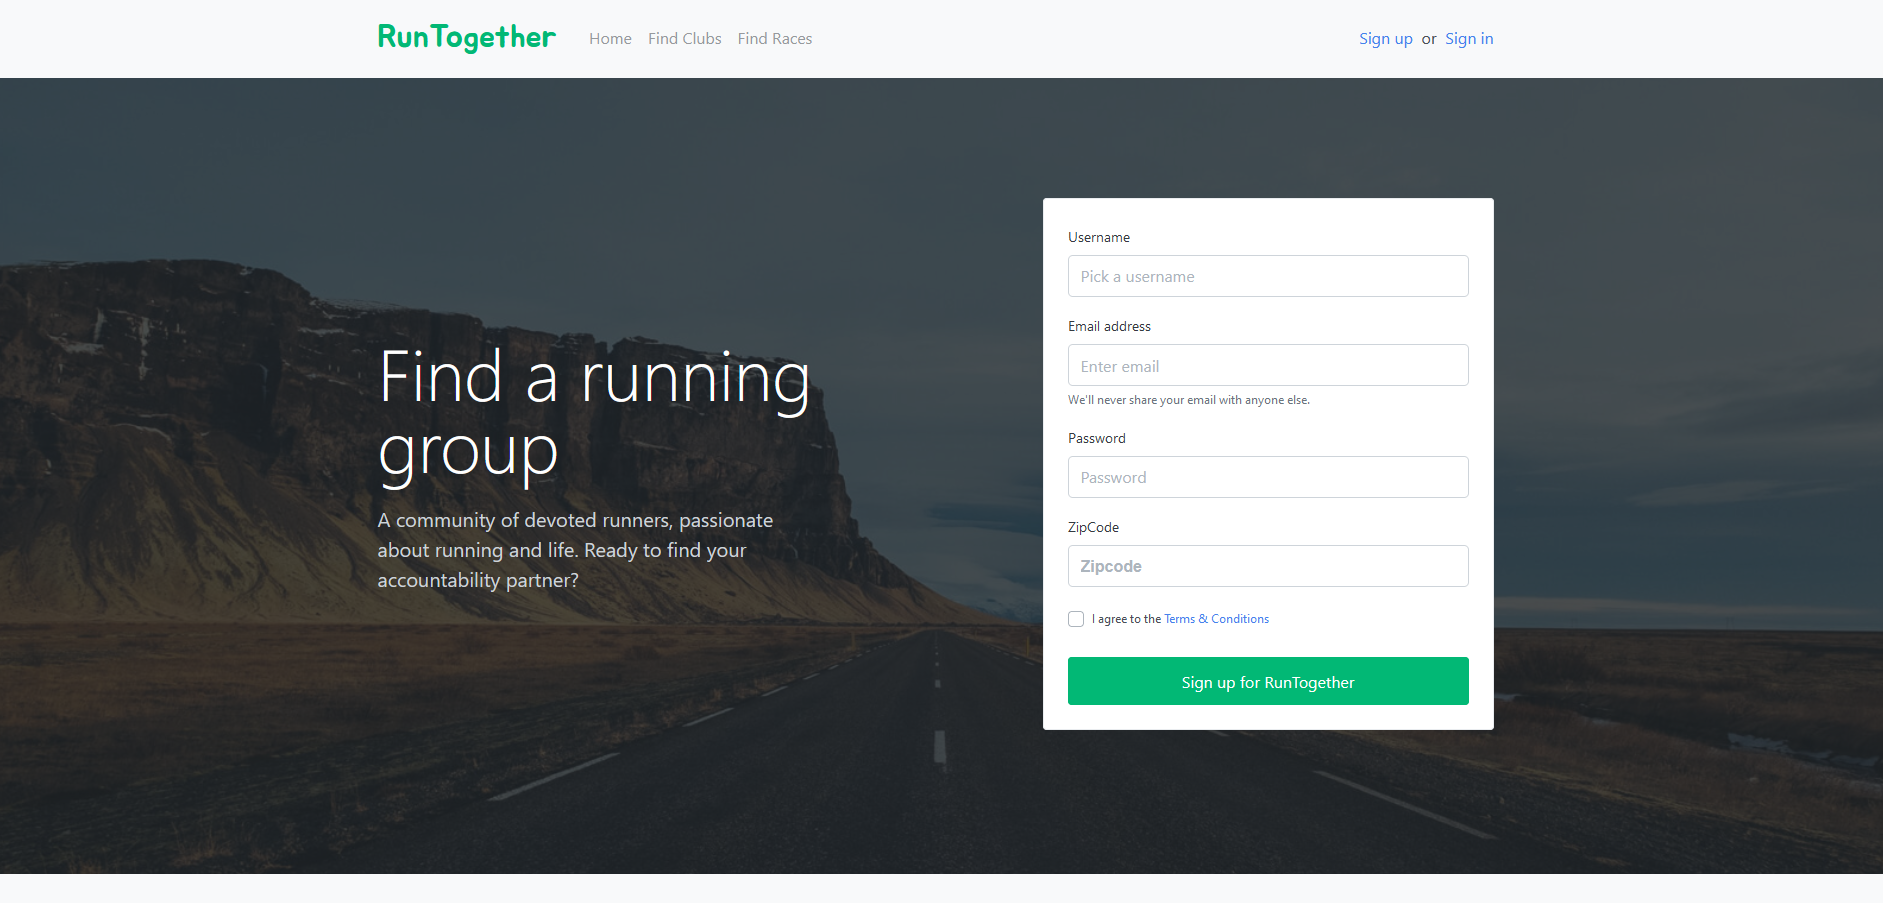 RunTogether Home Find Clubs Find Races Sign up or Sign in
Find a running
group
A community of devoted runners, passionate
about running and life. Ready to find your
accountability partner?
Username
Pick a username
Email address
Enter email
We'll never share your email with anyone else.
Password
Password
ZipCode
Zipcode
I agree to the Terms & Conditions
Sign up for RunTogether